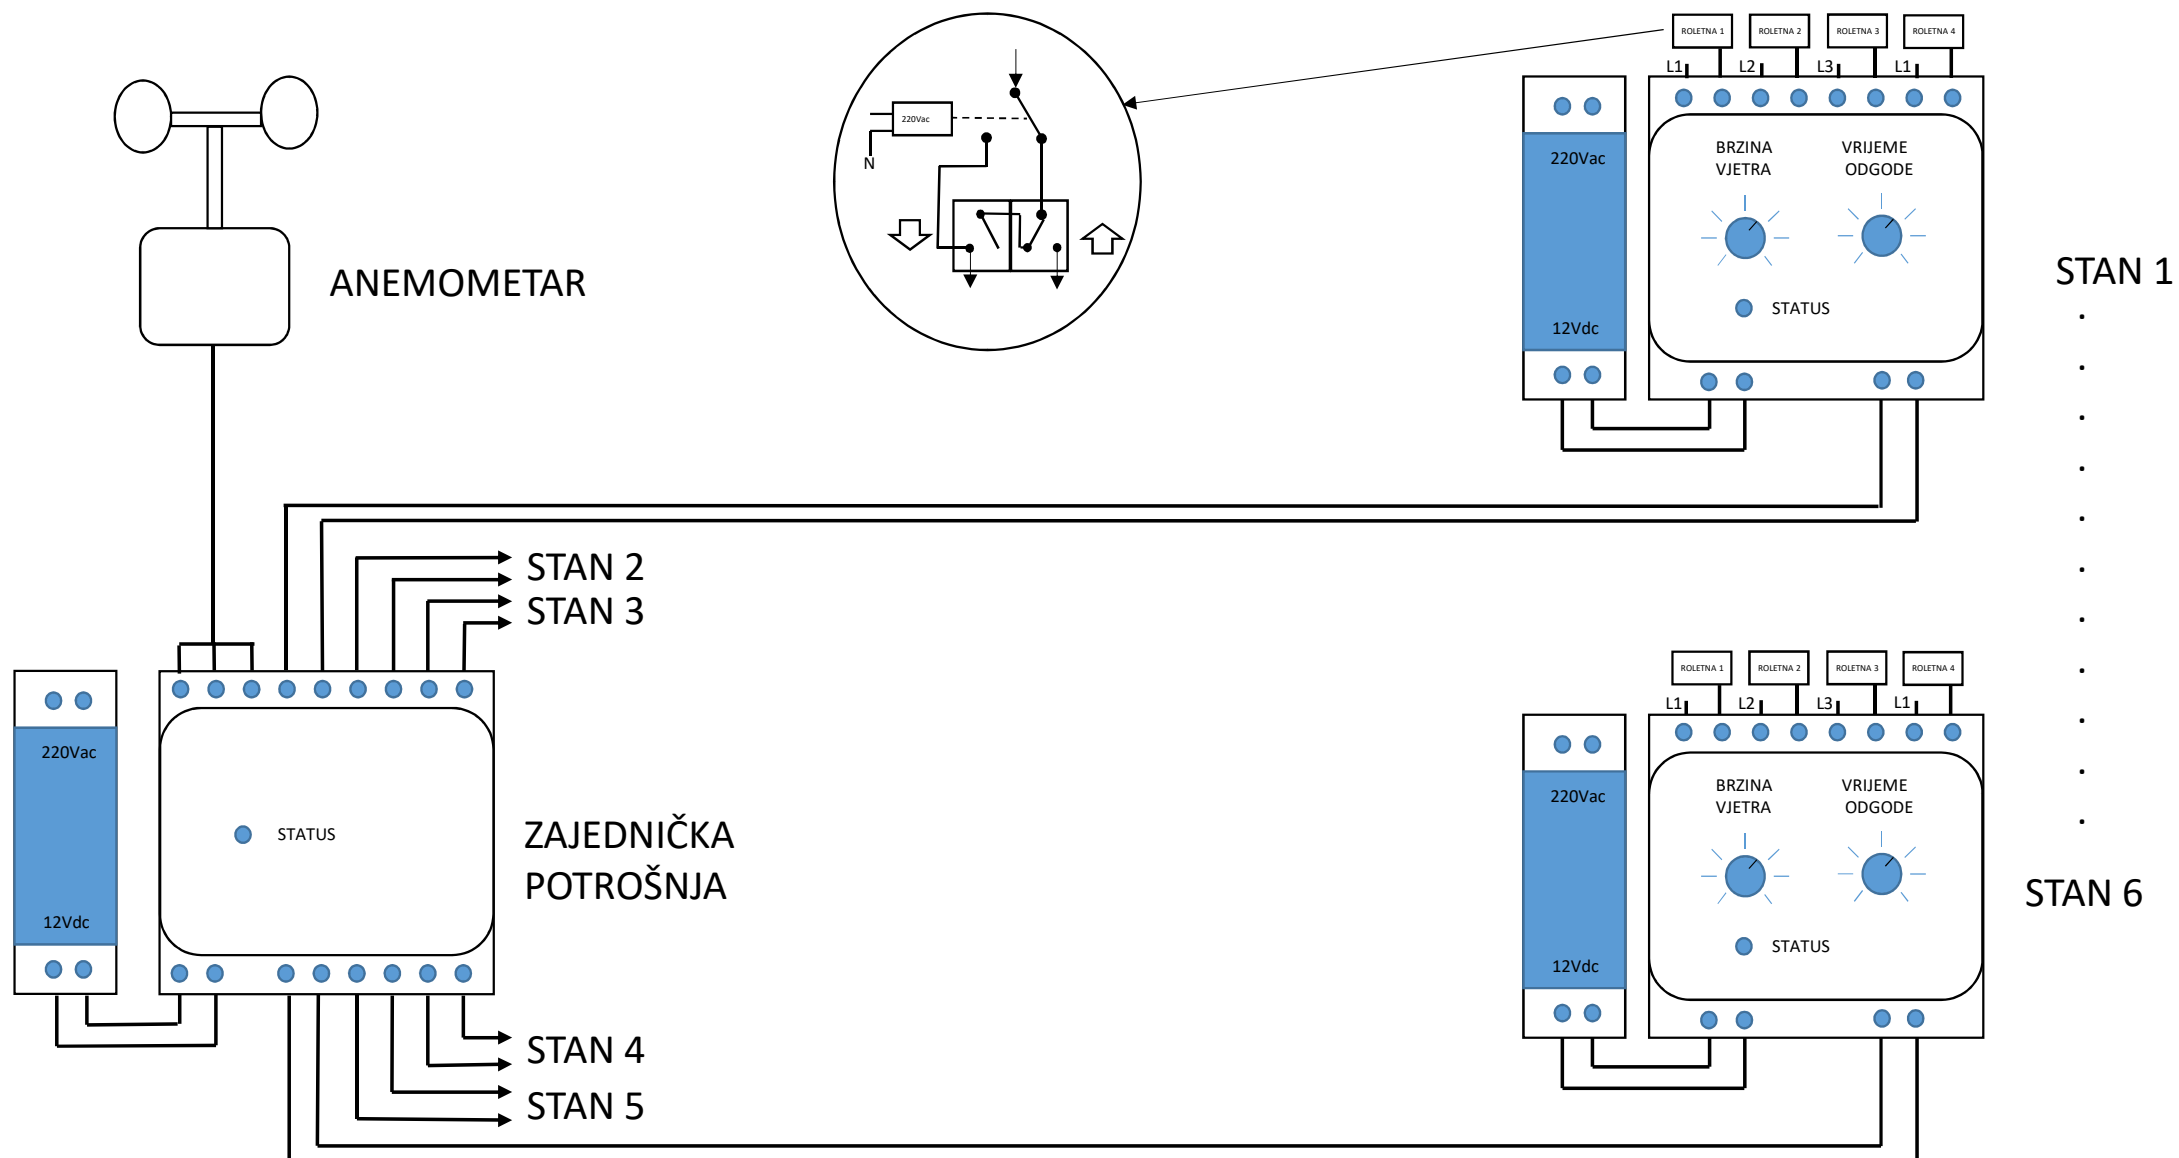 ROLETNA 1
ROLETNA 2
ROLETNA 3
ROLETNA 4
L1
L2
L3
L1
220Vac
N
220Vac
12Vdc
BRZINA
VJETRA
VRIJEME
ODGODE
STATUS
STAN 1
ANEMOMETAR
STAN 2
STAN 3
220Vac
12Vdc
STATUS
ZAJEDNIČKA
POTROŠNJA
STAN 4
STAN 5
ROLETNA 1
ROLETNA 2
ROLETNA 3
ROLETNA 4
L1
L2
L3
L1
220Vac
12Vdc
BRZINA
VJETRA
VRIJEME
ODGODE
STATUS
STAN 6